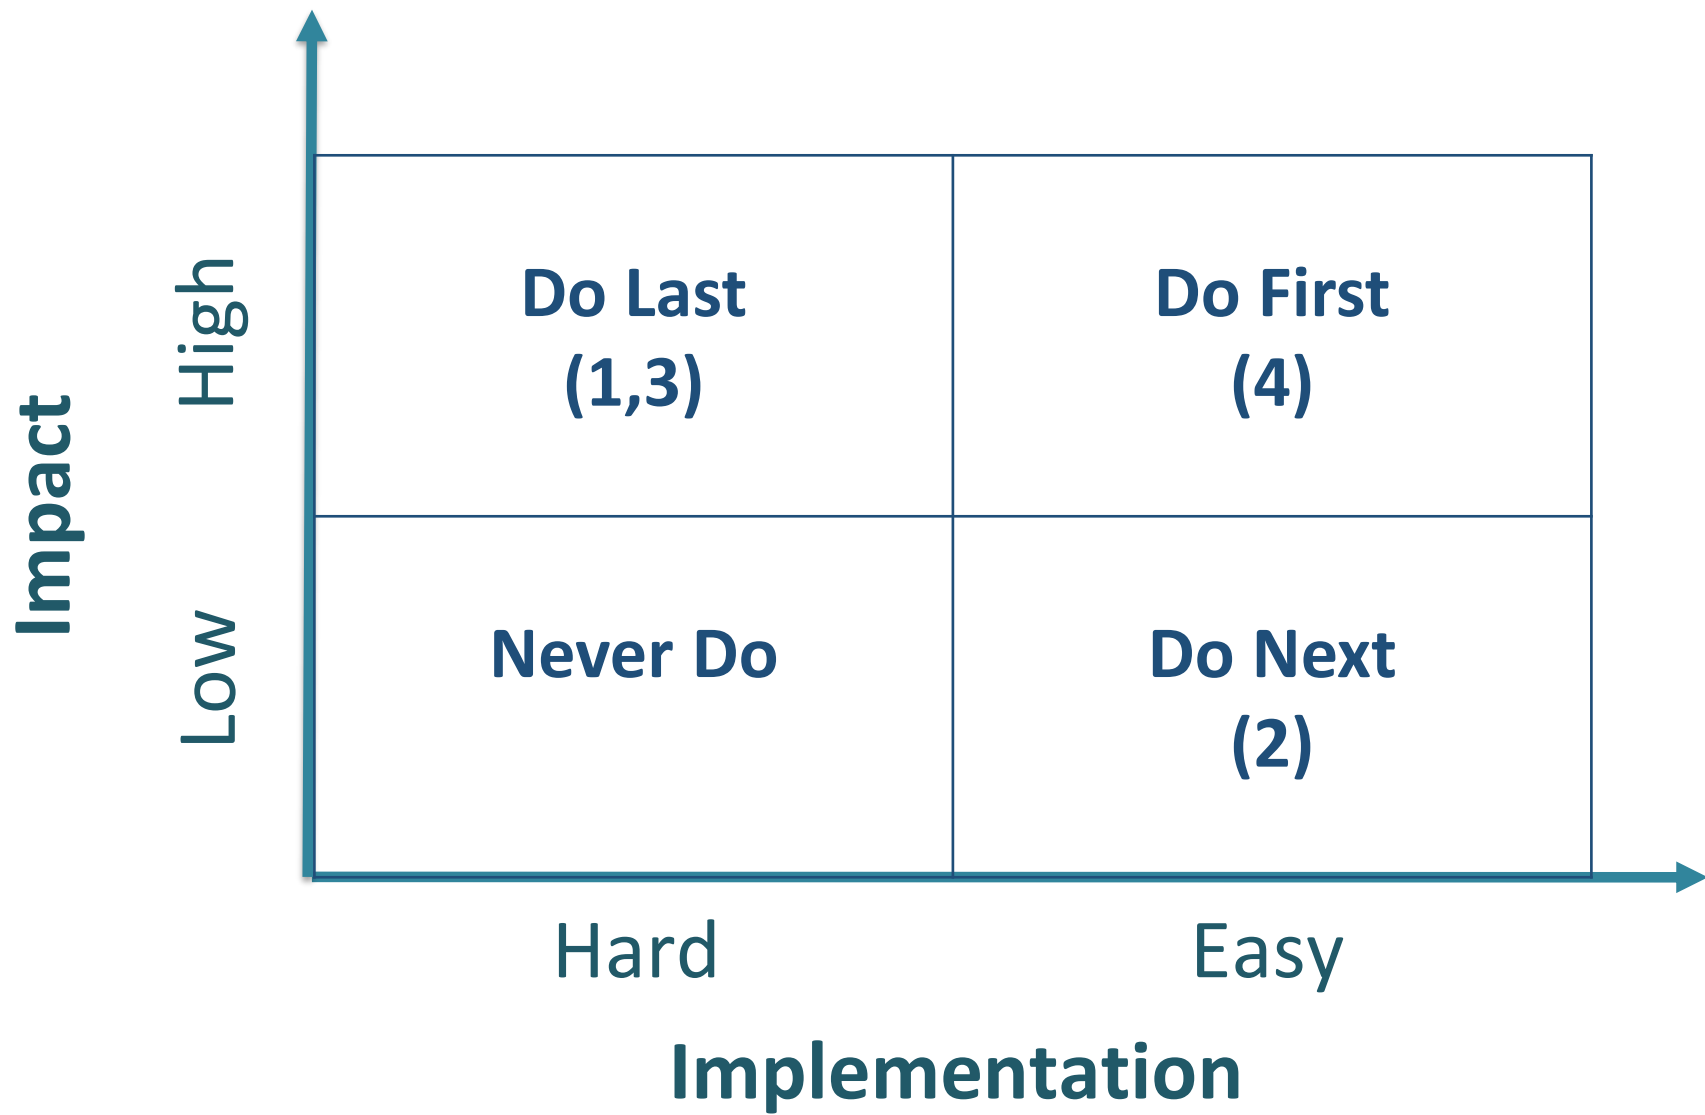 Impact
High
Low
Do Last
(1,3)
Do First
(4)
Never Do
Do Next
(2)
Hard
Easy
Implementation